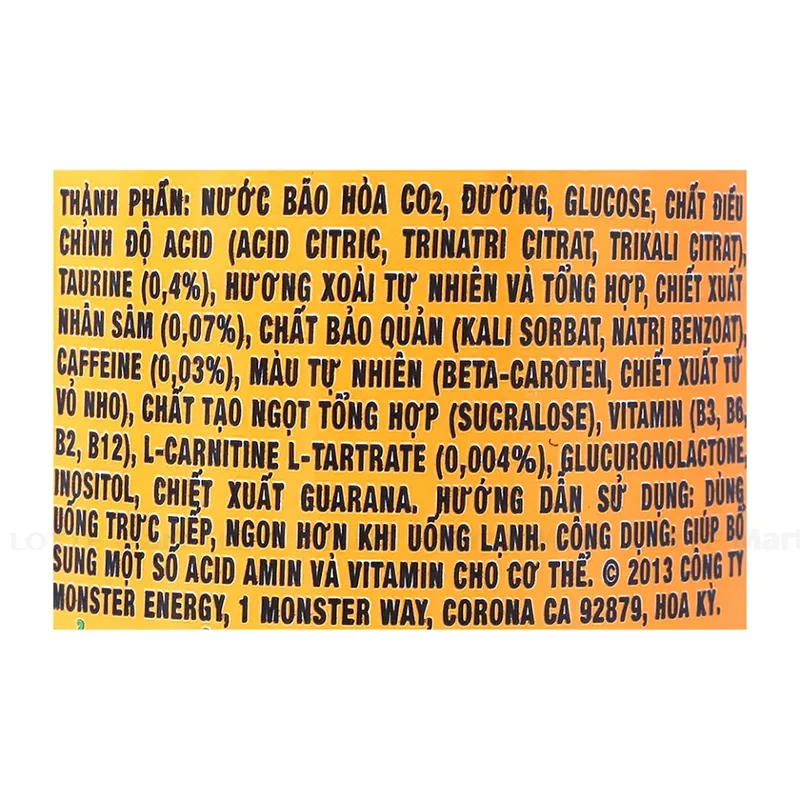 THÀNH PHẦN: NƯỚC BÃO HÒA CO2, ĐƯỜNG, GLUCOSE, CHẤT ĐIỀU
CHỈNH ĐỘ ACID (ACID CITRIC, TRINATRI CITRAT, TRIKALI CITRAT),
TAURINE (0,4%), HƯƠNG XOÀI TỰ NHIÊN VÀ TỔNG HỢP, CHIẾT XUẤT
NHÂN SÂM (0,07%), CHẤT BẢO QUẢN (KALI SORBAT, NATRI BENZOAT),
CAFFEINE (0,03%), MÀU TỰ NHIÊN (BETA-CAROTEN, CHIẾT XUẤT TỪ
VỎ NHO), CHẤT TẠO NGỌT TỔNG HỢP (SUCRALOSE), VITAMIN (B3, B6,
B2, B12), L-CARNITINE L-TARTRATE (0,004%), GLUCURONOLACTONE,
INOSITOL, CHIẾT XUẤT GUARANA. HƯỚNG DẪN SỬ DỤNG: DÙNG
UỐNG TRỰC TIẾP, NGON HƠN KHI UỐNG LẠNH. CÔNG DỤNG: GIÚP BỔ
SUNG MỘT SỐ ACID AMIN VÀ VITAMIN CHO CƠ THỂ. © 2013 CÔNG TY
MONSTER ENERGY, 1 MONSTER WAY, CORONA CA 92879, HOA KỲ.